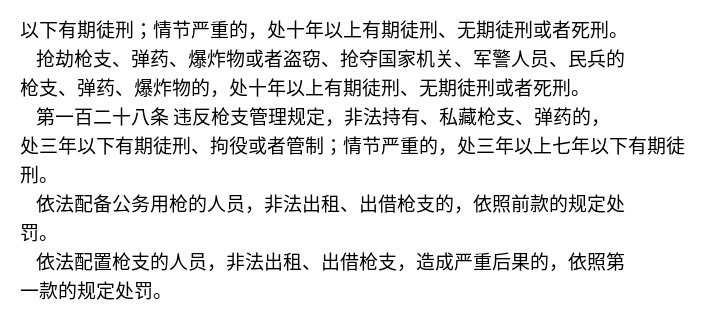 以下有期徒刑；情节严重的，处十年以上有期徒刑、无期徒刑或者死刑。
抢劫枪支、弹药、爆炸物或者盗窃、抢夺国家机关、军警人员、民兵的
枪支、弹药、爆炸物的，处十年以上有期徒刑、无期徒刑或者死刑。
第一百二十八条 违反枪支管理规定，非法持有、私藏枪支、弹药的，
处三年以下有期徒刑、拘役或者管制；情节严重的，处三年以上七年以下有期徒
刑。
依法配备公务用枪的人员，非法出租、出借枪支的，依照前款的规定处
罚。
依法配置枪支的人员，非法出租、出借枪支，造成严重后果的，依照第
一款的规定处罚。